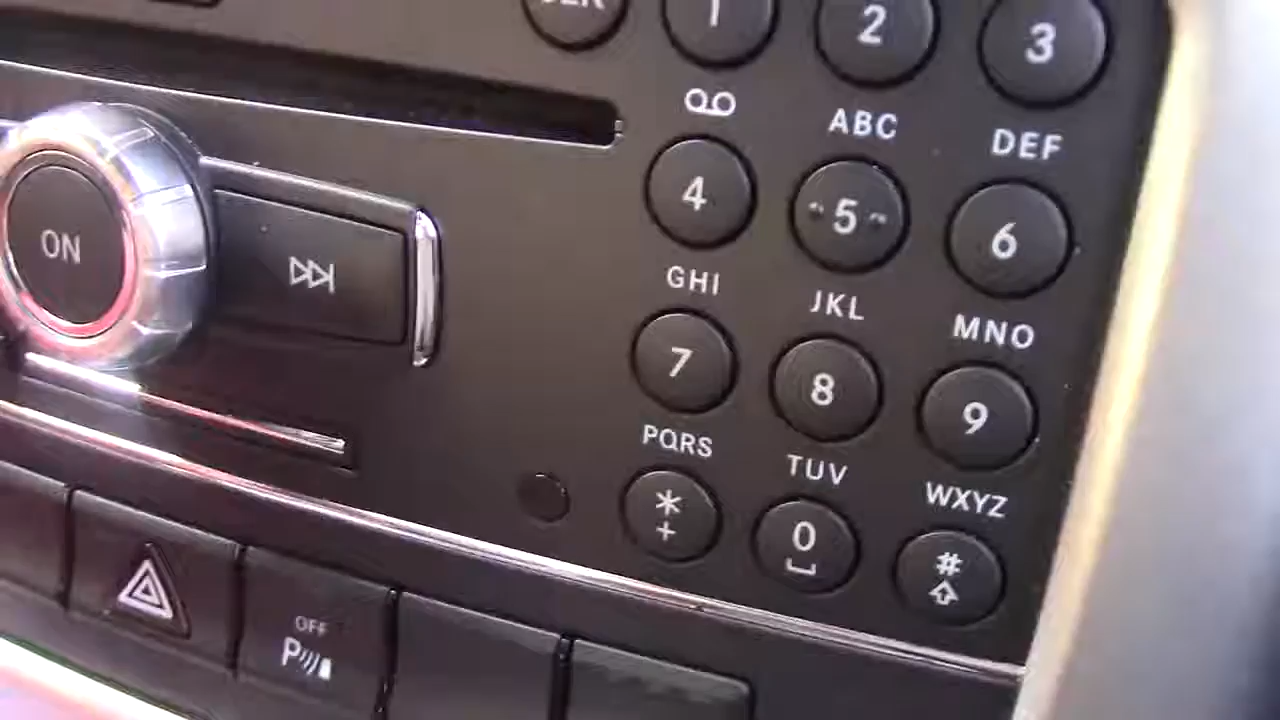 1 2 3
ABC DEF
4 5 6
ON
GHI JKL MNO
7 8 9
PQRS TUV WXYZ
* 0 #
+
OFF
P